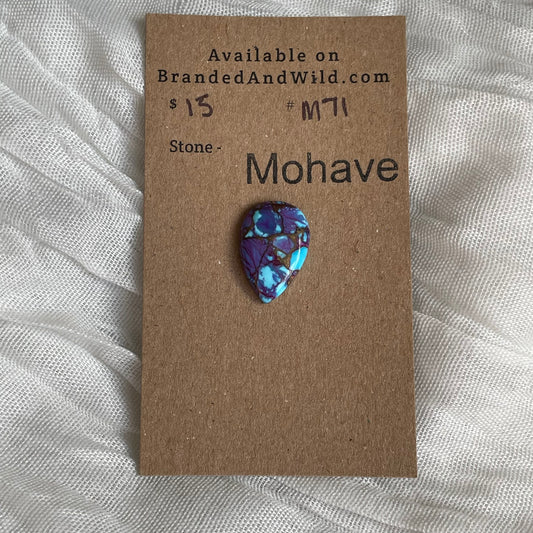 Available on
BrandedAndWild.com
$ 15 # M71
Stone - Mohave